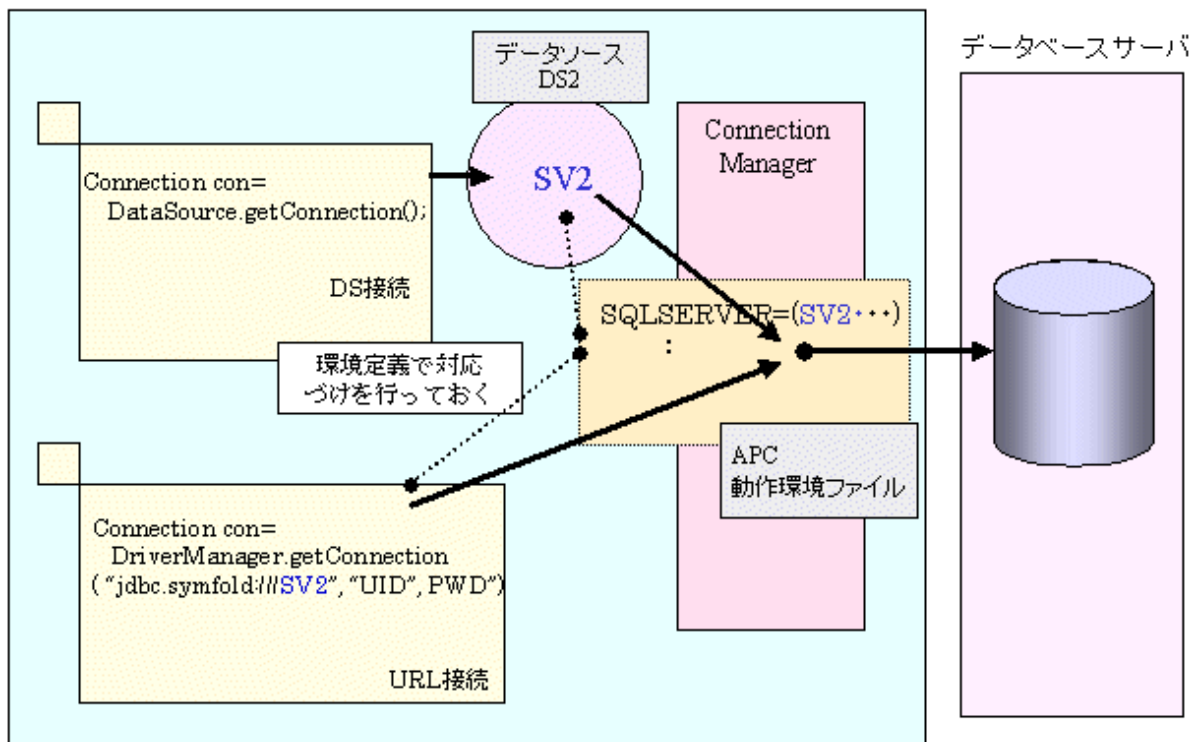 データソース
DS2
データベースサーバ
Connection
Manager
SV2
Connection con=
DataSource.getConnection();
DS接続
SQLSERVER=(SV2･･･)
:
環境定義で対応
づけを行っておく
APC
動作環境ファイル
Connection con=
DriverManager.getConnection
( “jdbc:symfold:///SV2”, “UID”, PWD”)
URL接続